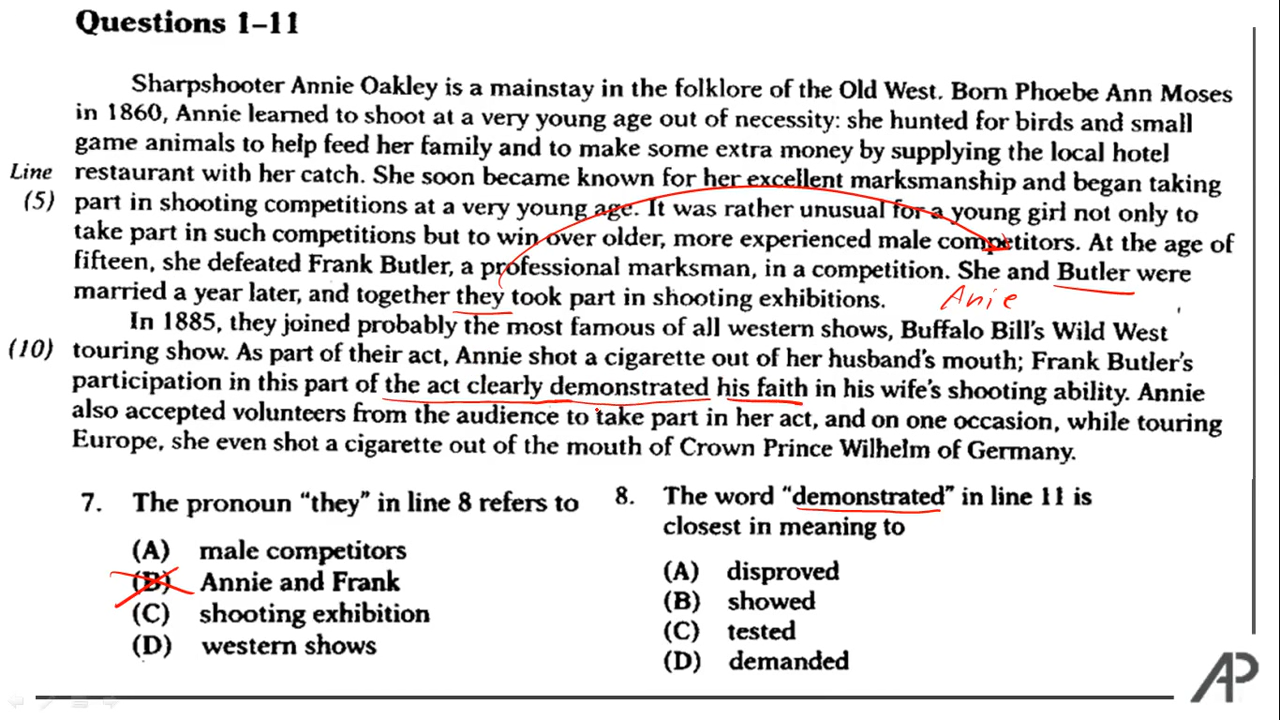 Questions 1–11
Sharpshooter Annie Oakley is a mainstay in the folklore of the Old West. Born Phoebe Ann Moses
in 1860, Annie learned to shoot at a very young age out of necessity: she hunted for birds and small
game animals to help feed her family and to make some extra money by supplying the local hotel
Line restaurant with her catch. She soon became known for her excellent marksmanship and began taking
(5) part in shooting competitions at a very young age. It was rather unusual for a young girl not only to
take part in such competitions but to win over older, more experienced male competitors. At the age of
fifteen, she defeated Frank Butler, a professional marksman, in a competition. She and Butler were
married a year later, and together they took part in shooting exhibitions.
Anie
In 1885, they joined probably the most famous of all western shows, Buffalo Bill's Wild West
(10) touring show. As part of their act, Annie shot a cigarette out of her husband's mouth; Frank Butler's
participation in this part of the act clearly demonstrated his faith in his wife's shooting ability. Annie
also accepted volunteers from the audience to take part in her act, and on one occasion, while touring
Europe, she even shot a cigarette out of the mouth of Crown Prince Wilhelm of Germany.
7. The pronoun "they" in line 8 refers to
(A) male competitors
(B) Annie and Frank
(C) shooting exhibition
(D) western shows
8. The word "demonstrated" in line 11 is
closest in meaning to
(A) disproved
(B) showed
(C) tested
(D) demanded
AP